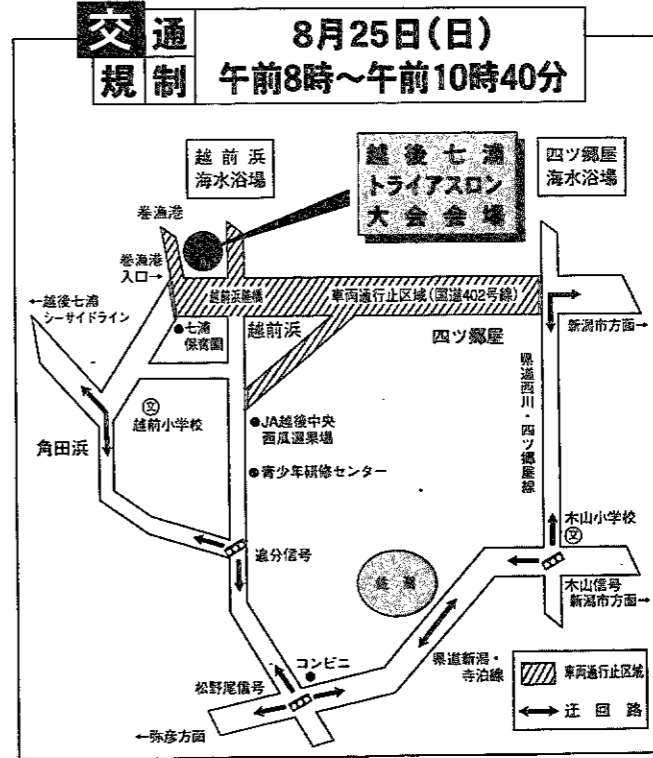 交通
規制
8月25日(日)
午前8時～午前10時40分
越前浜
海水浴場
越後七浦
トライアスロン
大会会場
四ツ郷屋
海水浴場
巻漁港
巻漁港
入口→
越前浜陸橋
車両通行止区域(国道402号線)
←越後七浦
シーサイドライン
●七浦
保育園
越前浜
四ツ郷屋
新潟市方面→
文
越前小学校
角田浜
●JA越後中央
西瓜選果場
●青少年研修センター
県道西川・四ツ郷屋線
木山小学校
文
追分信号
木山信号
新潟市方面→
コンビニ
松野尾信号
県道新潟・
寺泊線
←弥彦方面
車両通行止区域
迂回路